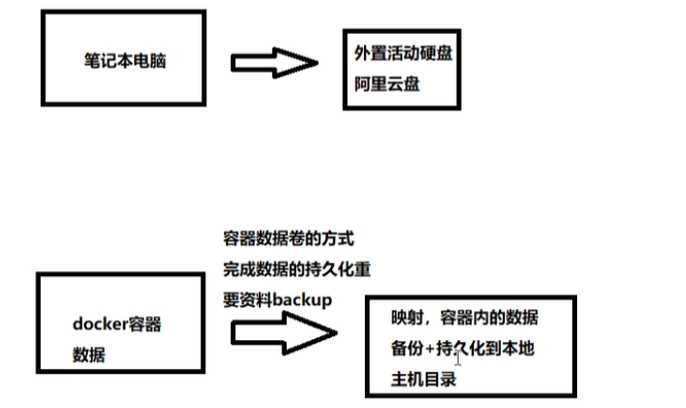 笔记本电脑
外置活动硬盘
阿里云盘
容器数据卷的方式
完成数据的持久化重
要资料backup
docker容器
数据
映射，容器内的数据
备份+持久化到本地
主机目录